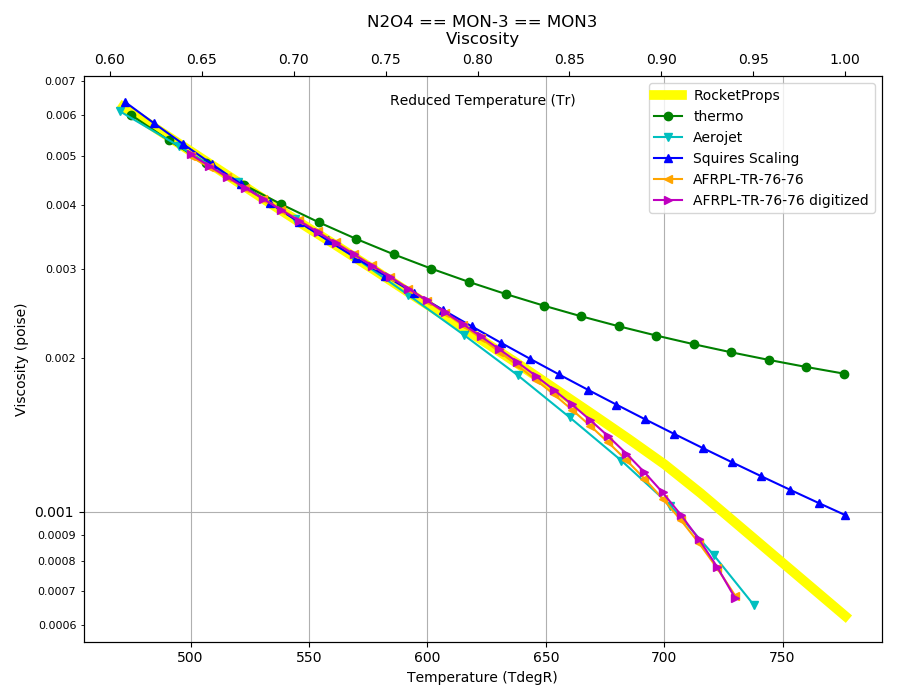 N2O4 == MON-3 == MON3
Viscosity
0.60 0.65 0.70 0.75 0.80 0.85 0.90 0.95 1.00
Reduced Temperature (Tr)
RocketProps
thermo
Aerojet
Squires Scaling
AFRPL-TR-76-76
AFRPL-TR-76-76 digitized
0.007
0.006
0.005
0.004
0.003
0.002
0.001
0.0009
0.0008
0.0007
0.0006
Viscosity (poise)
500 550 600 650 700 750
Temperature (TdegR)